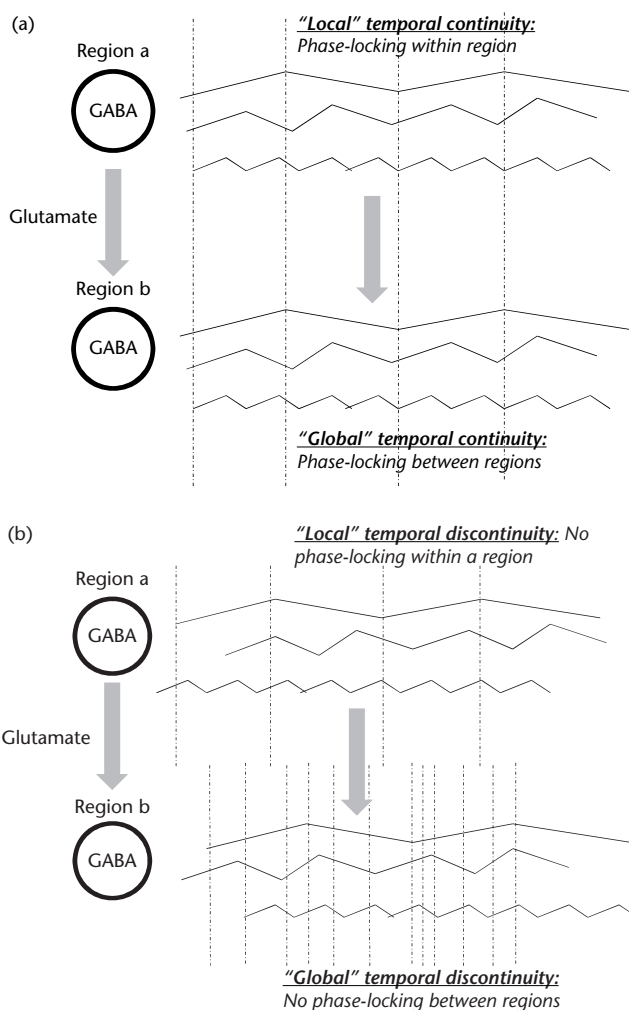 (a)
"Local" temporal continuity:
Phase-locking within region
Region a
GABA
Glutamate
Region b
GABA
"Global" temporal continuity:
Phase-locking between regions
(b)
"Local" temporal discontinuity: No
phase-locking within a region
Region a
GABA
Glutamate
Region b
GABA
"Global" temporal discontinuity:
No phase-locking between regions